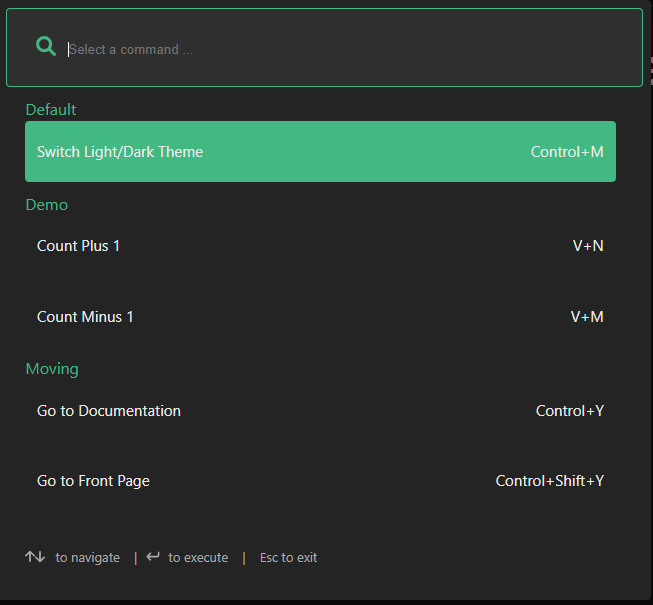 Select a command ...
Default
Switch Light/Dark Theme Control+M
Demo
Count Plus 1 V+N
Count Minus 1 V+M
Moving
Go to Documentation Control+Y
Go to Front Page Control+Shift+Y
to navigate | to execute | Esc to exit